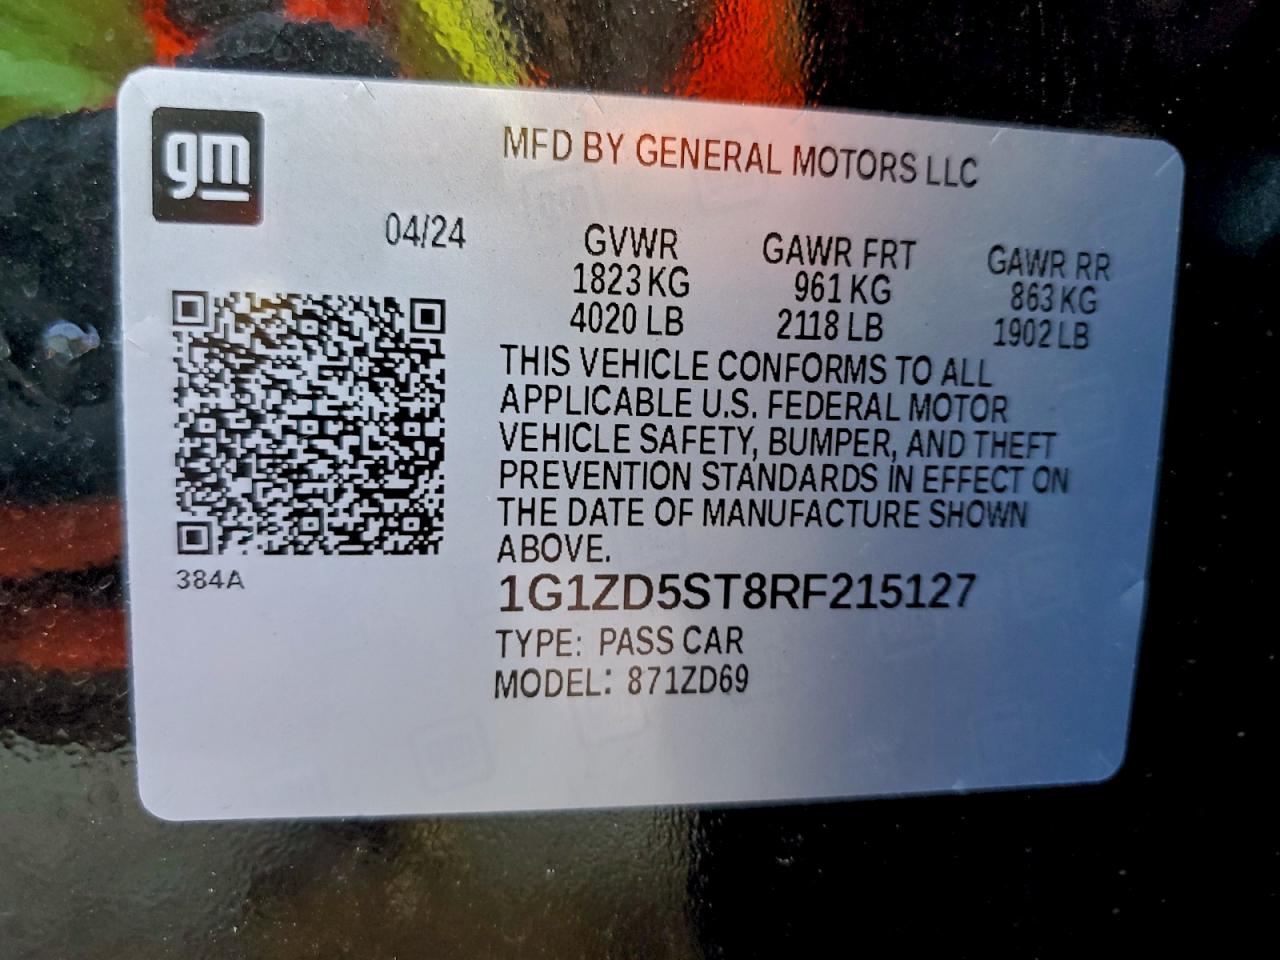 gm
MFD BY GENERAL MOTORS LLC
04/24
GVWR GAWR FRT GAWR RR
1823 KG 961 KG 863 KG
4020 LB 2118 LB 1902 LB
THIS VEHICLE CONFORMS TO ALL
APPLICABLE U.S. FEDERAL MOTOR
VEHICLE SAFETY, BUMPER, AND THEFT
PREVENTION STANDARDS IN EFFECT ON
THE DATE OF MANUFACTURE SHOWN
ABOVE.
384A
1G1ZD5ST8RF215127
TYPE: PASS CAR
MODEL: 871ZD69